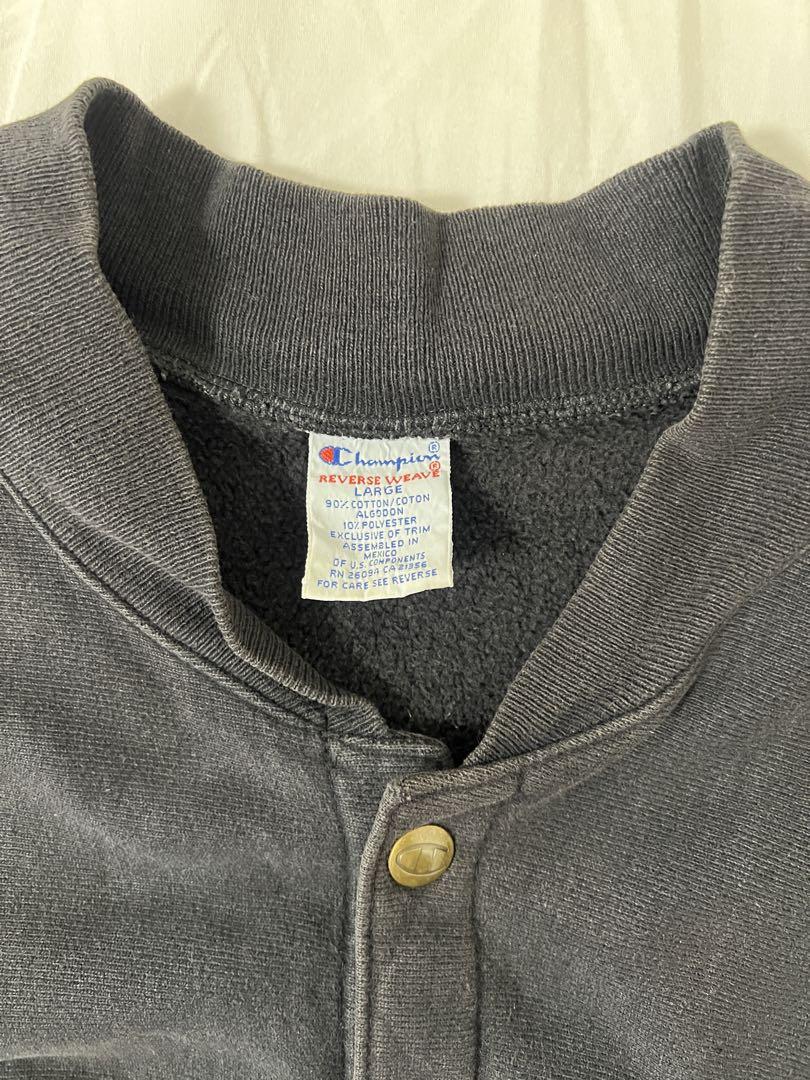 Champion®
REVERSE WEAVE®
LARGE
90% COTTON/COTON
ALGODON
10% POLYESTER
EXCLUSIVE OF TRIM
ASSEMBLED IN
MEXICO
OF U.S. COMPONENTS
RN 26094 CA 21356
FOR CARE SEE REVERSE